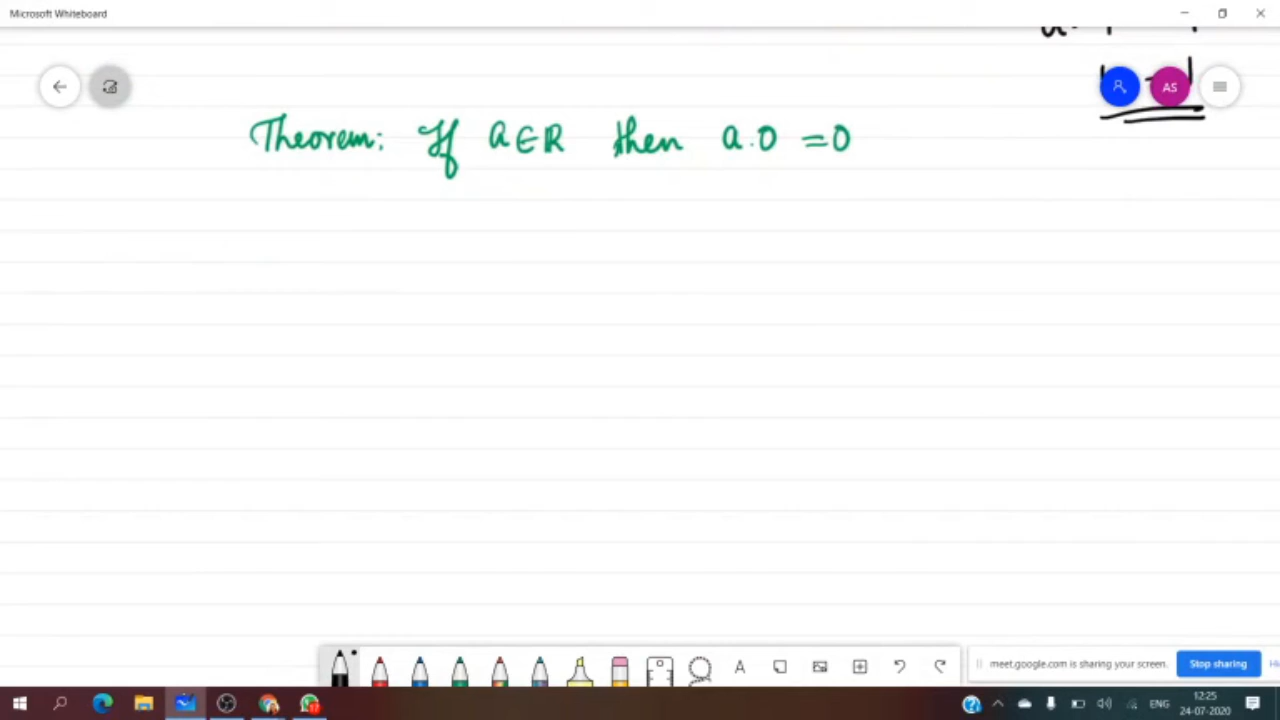 Microsoft Whiteboard
AS
Theorem: If a∈R then a.0 =0
A
meet.google.com is sharing your screen.
Stop sharing
Hi
ENG
12:25
24-07-2020